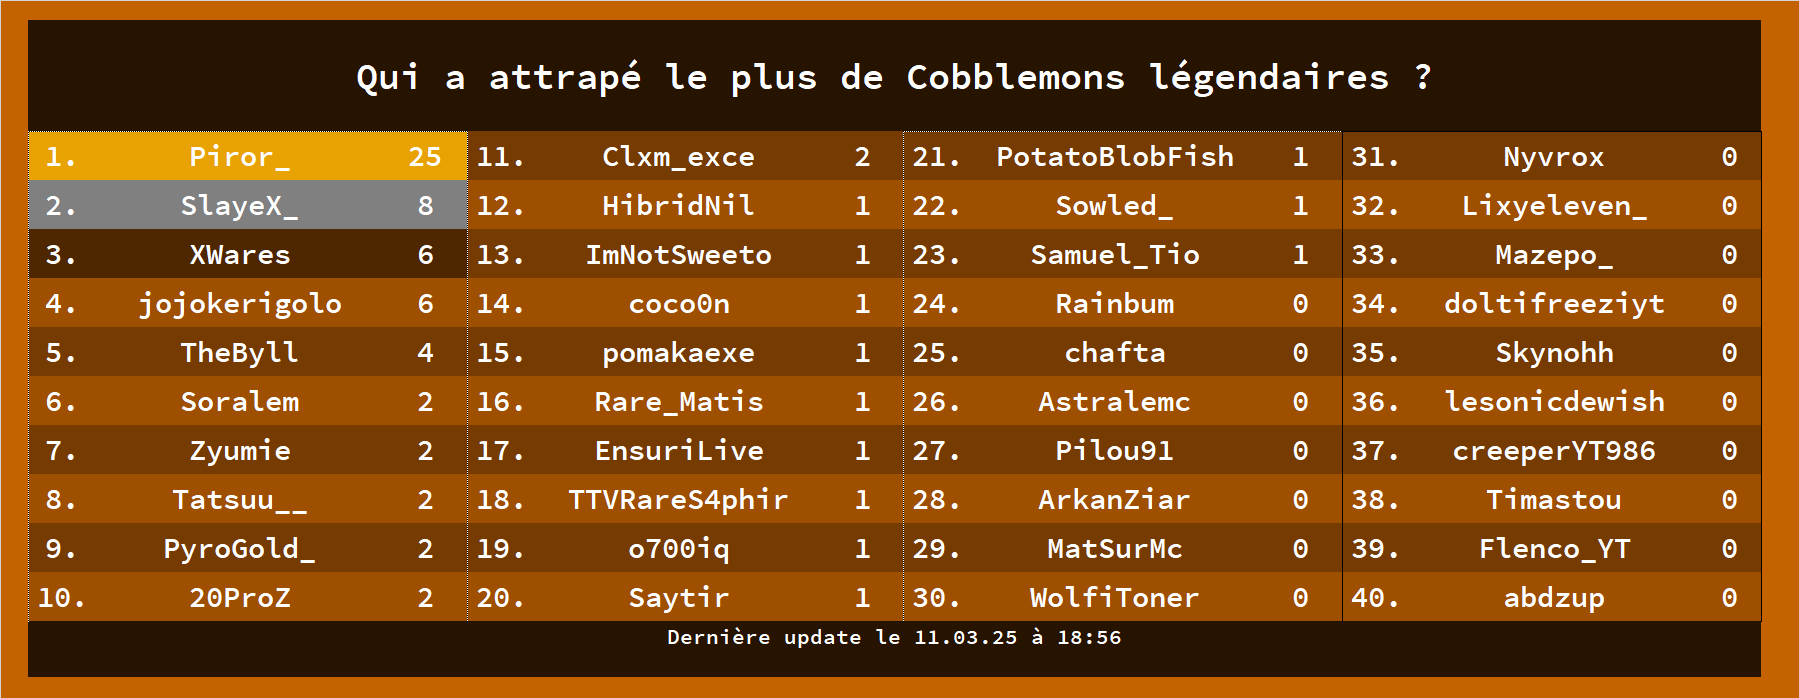 Qui a attrapé le plus de Cobblemons légendaires ?
1. Piror_ 25 11. Clxm_exce 2 21. PotatoBlobFish 1 31. Nyvrox 0
2. SlayeX_ 8 12. HibridNil 1 22. Sowled_ 1 32. Lixyeleven_ 0
3. XWares 6 13. ImNotSweeto 1 23. Samuel_Tio 1 33. Mazepo_ 0
4. jojokerigolo 6 14. coco0n 1 24. Rainbum 0 34. doltifreeziyt 0
5. TheByll 4 15. pomakaexe 1 25. chafta 0 35. Skynohh 0
6. Soralem 2 16. Rare_Matis 1 26. Astralemc 0 36. lesonicdewish 0
7. Zyumie 2 17. EnsuriLive 1 27. Pilou91 0 37. creeperYT986 0
8. Tatsuu__ 2 18. TTVRareS4phir 1 28. ArkanZiar 0 38. Timastou 0
9. PyroGold_ 2 19. o700iq 1 29. MatSurMc 0 39. Flenco_YT 0
10. 20ProZ 2 20. Saytir 1 30. WolfiToner 0 40. abdzup 0
Dernière update le 11.03.25 à 18:56